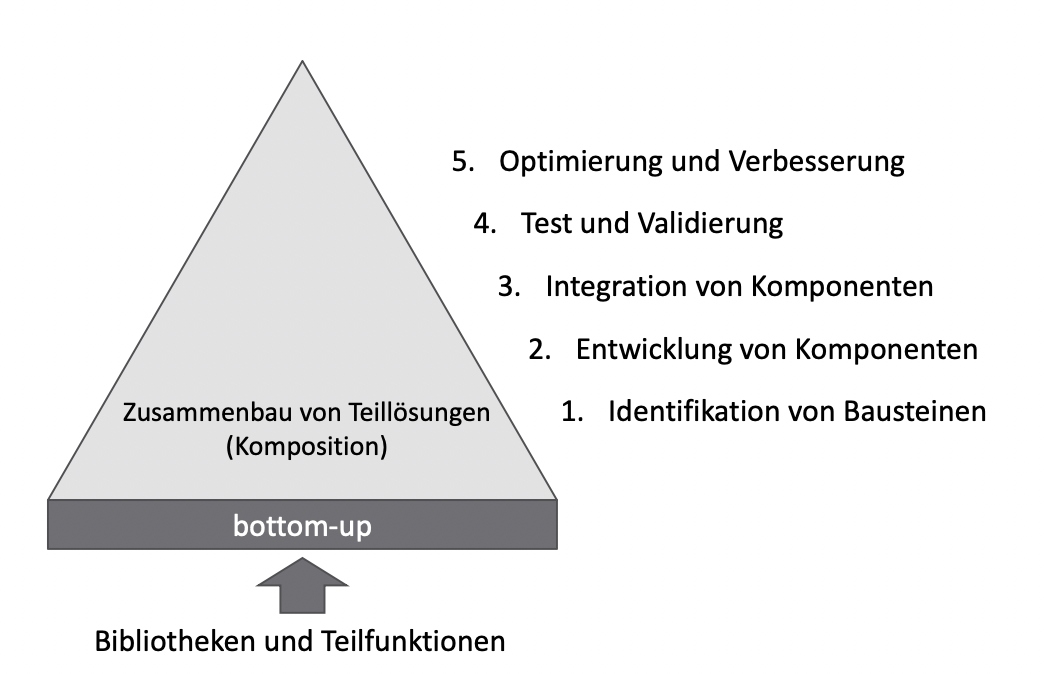 5. Optimierung und Verbesserung
4. Test und Validierung
3. Integration von Komponenten
2. Entwicklung von Komponenten
1. Identifikation von Bausteinen
Zusammenbau von Teillösungen
(Komposition)
bottom-up
Bibliotheken und Teilfunktionen